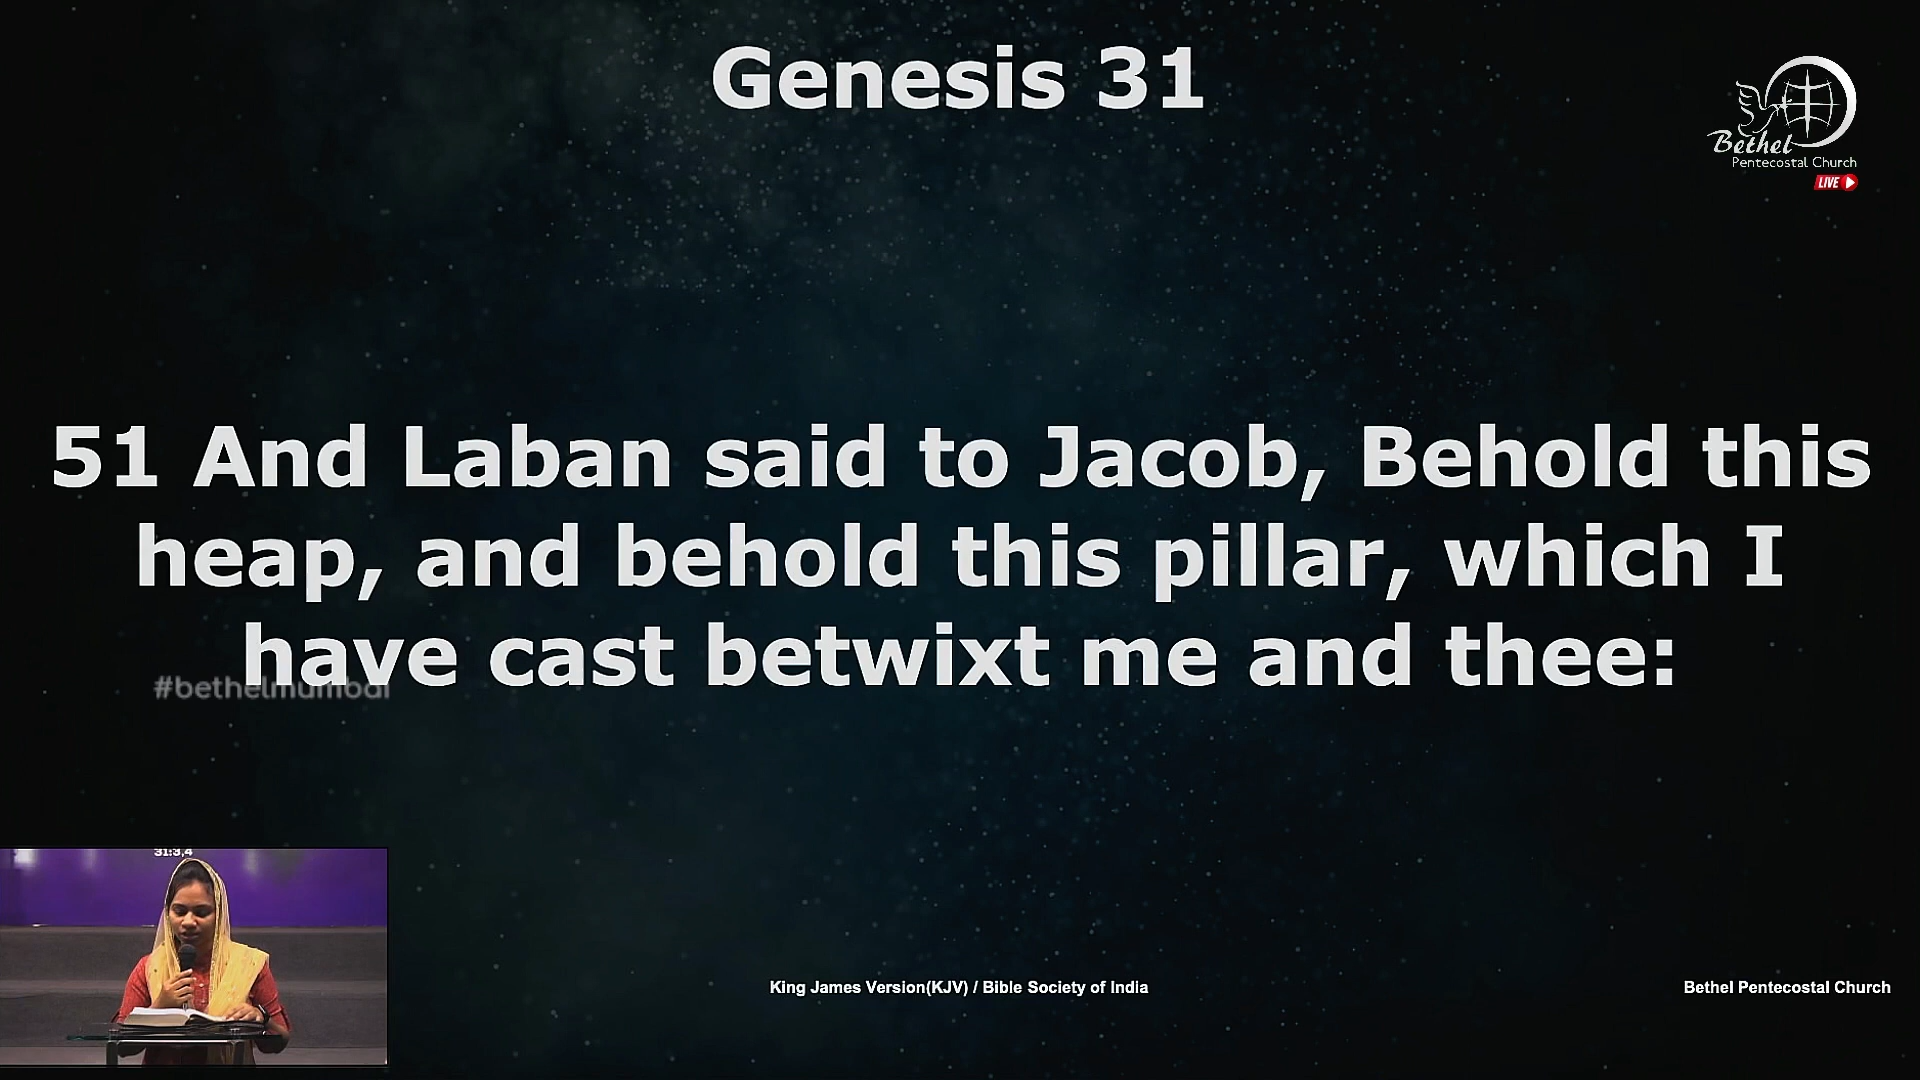 Genesis 31
Bethel
Pentecostal Church
LIVE
51 And Laban said to Jacob, Behold this
heap, and behold this pillar, which I
have cast betwixt me and thee:
#bethelmumbai
31:3,4
King James Version(KJV) / Bible Society of India
Bethel Pentecostal Church